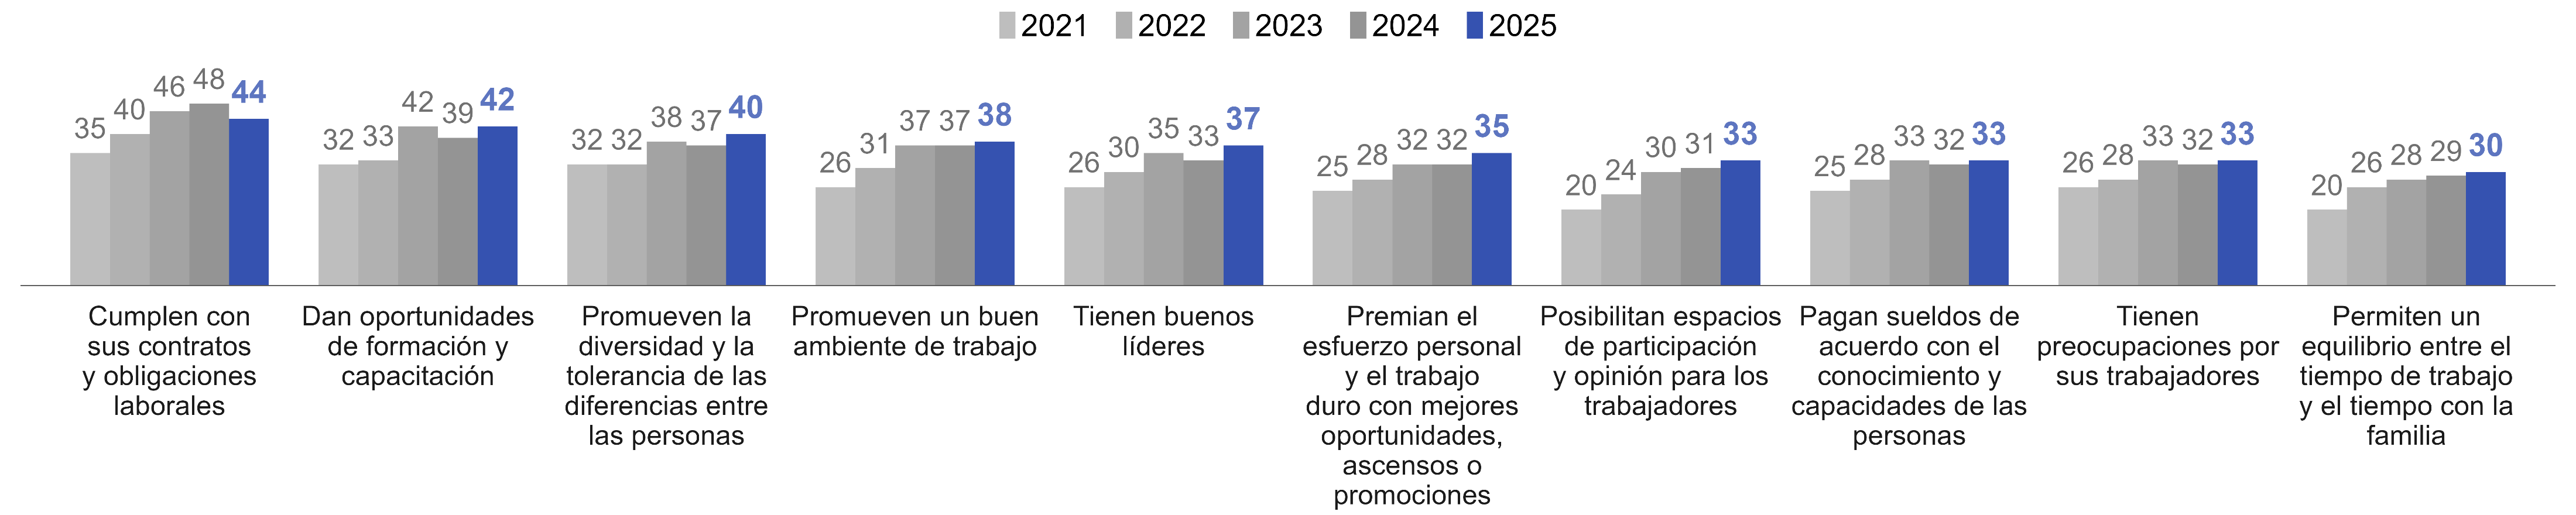 2021 2022 2023 2024 2025
35 40 46 48 44
32 33 42 39 42
32 32 38 37 40
26 31 37 37 38
26 30 35 33 37
25 28 32 32 35
20 24 30 31 33
25 28 33 32 33
26 28 33 32 33
20 26 28 29 30
Cumplen con
sus contratos
y obligaciones
laborales
Dan oportunidades
de formación y
capacitación
Promueven la
diversidad y la
tolerancia de las
diferencias entre
las personas
Promueven un buen
ambiente de trabajo
Tienen buenos
líderes
Premian el
esfuerzo personal
y el trabajo
duro con mejores
oportunidades,
ascensos o
promociones
Posibilitan espacios
de participación
y opinión para los
trabajadores
Pagan sueldos de
acuerdo con el
conocimiento y
capacidades de las
personas
Tienen
preocupaciones por
sus trabajadores
Permiten un
equilibrio entre el
tiempo de trabajo
y el tiempo con la
familia